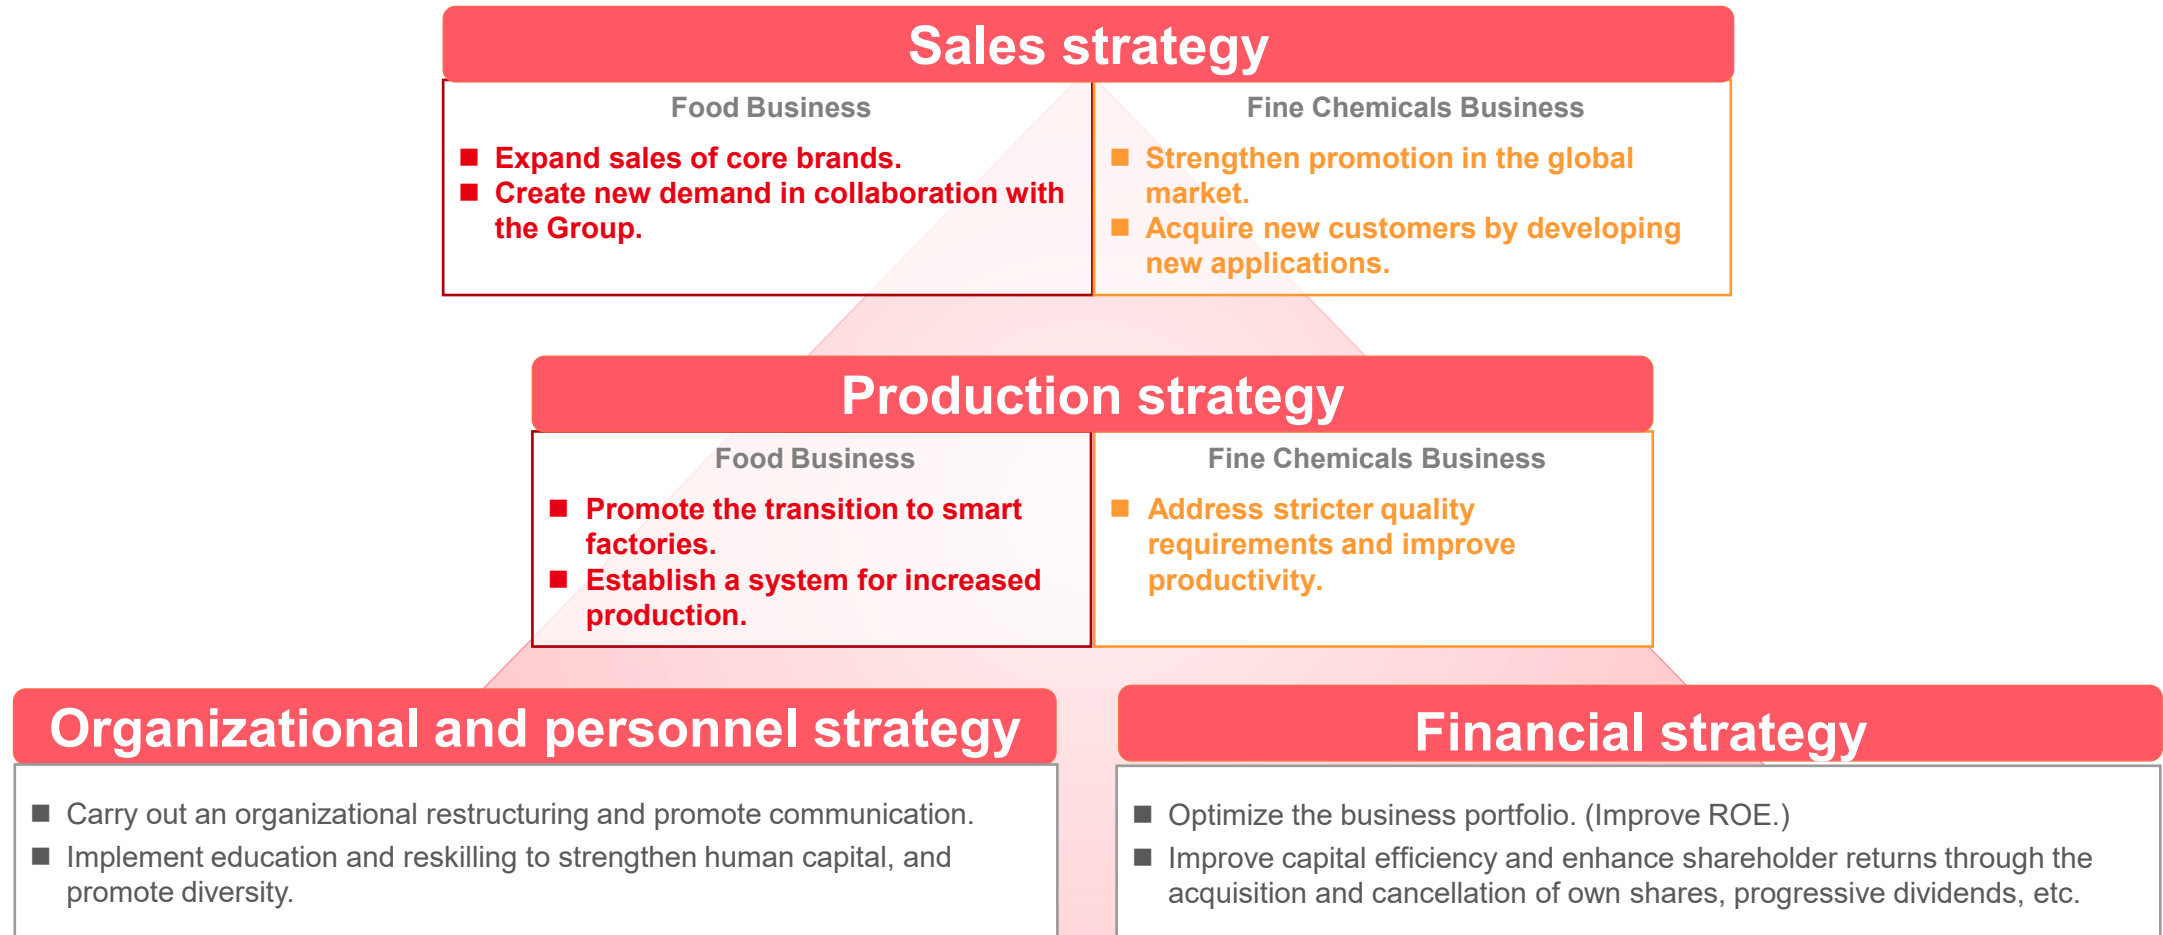 Sales strategy
Food Business
■ Expand sales of core brands.
■ Create new demand in collaboration with
the Group.
Fine Chemicals Business
■ Strengthen promotion in the global
market.
■ Acquire new customers by developing
new applications.
Production strategy
Food Business
■ Promote the transition to smart
factories.
■ Establish a system for increased
production.
Fine Chemicals Business
■ Address stricter quality
requirements and improve
productivity.
Organizational and personnel strategy
■ Carry out an organizational restructuring and promote communication.
■ Implement education and reskilling to strengthen human capital, and
promote diversity.
Financial strategy
■ Optimize the business portfolio. (Improve ROE.)
■ Improve capital efficiency and enhance shareholder returns through the
acquisition and cancellation of own shares, progressive dividends, etc.